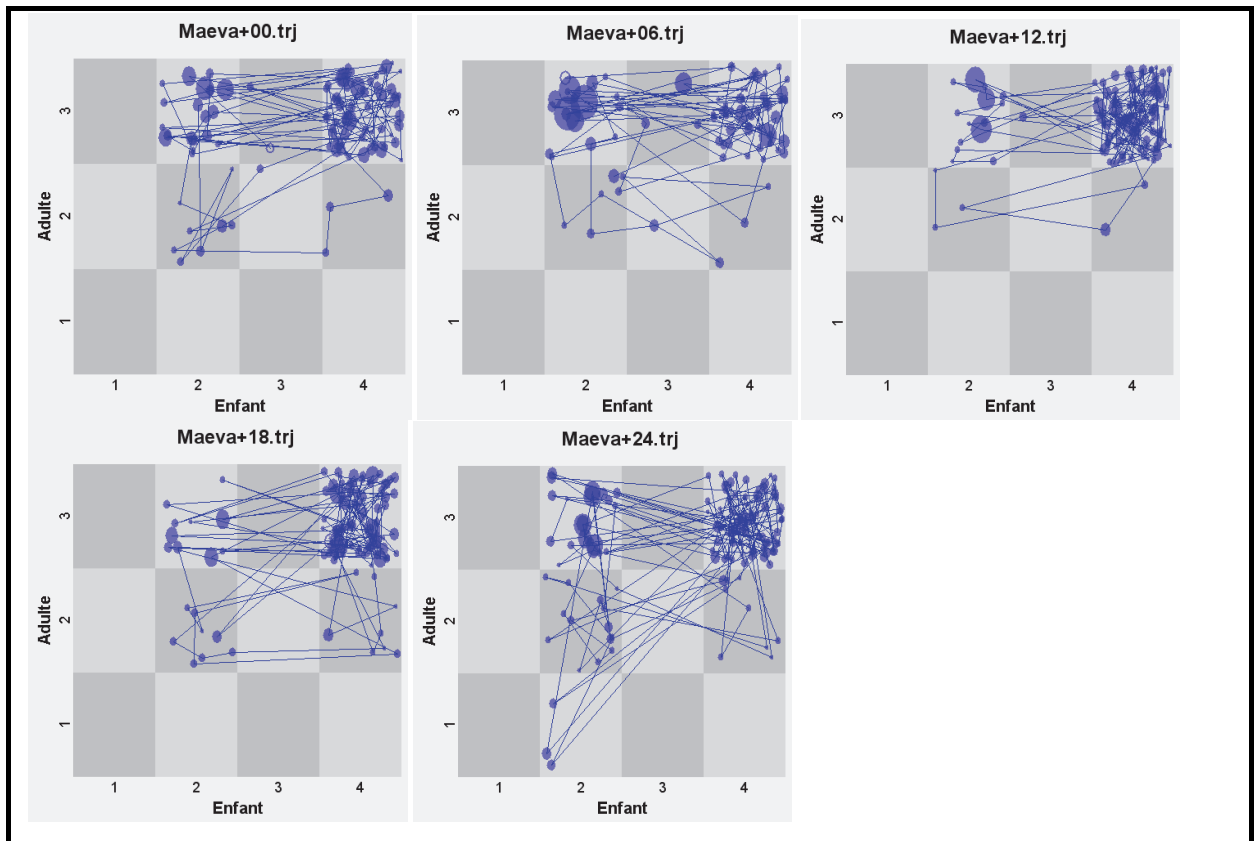 Maeva+00.trj
Adulte
3
2
1
1 2 3 4
Enfant
Maeva+06.trj
Adulte
3
2
1
1 2 3 4
Enfant
Maeva+12.trj
Adulte
3
2
1
1 2 3 4
Enfant
Maeva+18.trj
Adulte
3
2
1
1 2 3 4
Enfant
Maeva+24.trj
Adulte
3
2
1
1 2 3 4
Enfant